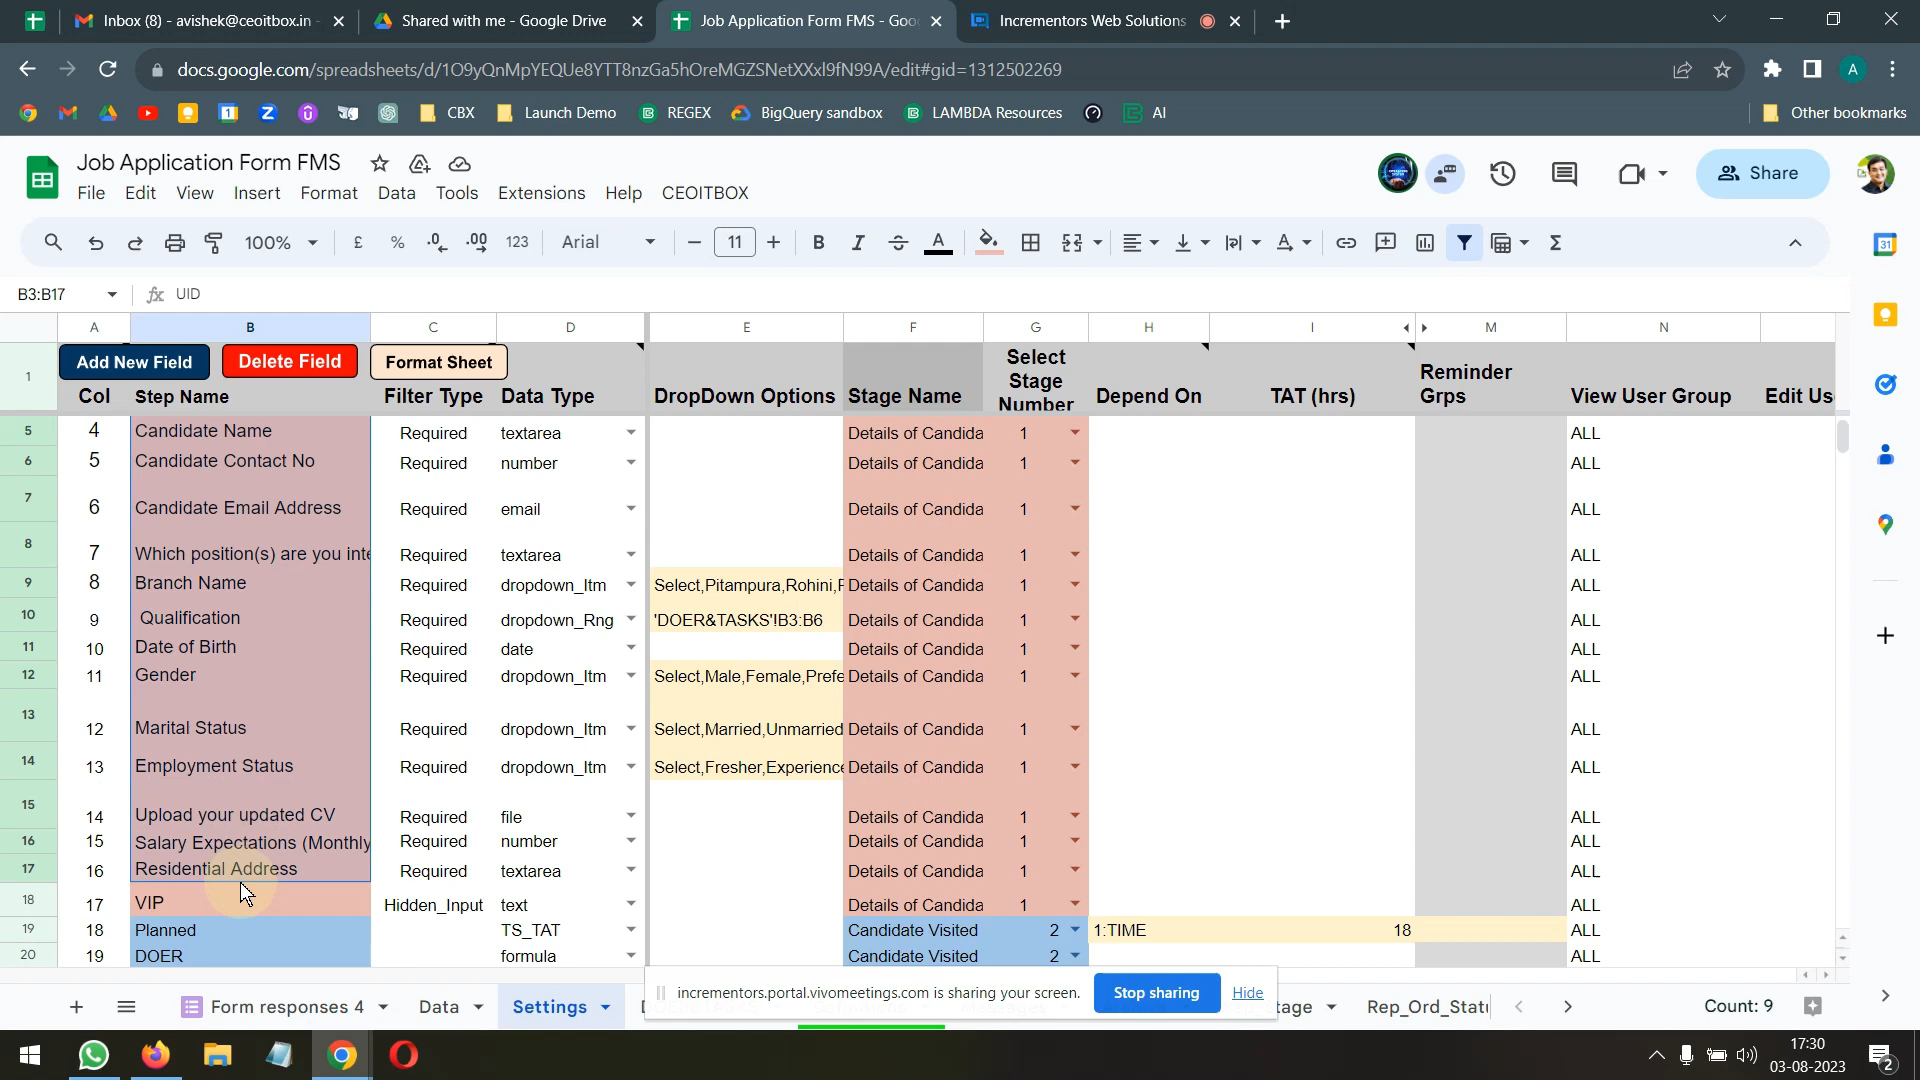 Inbox (8) - avishek@ceoitbox.in - Shared with me - Google Drive Job Application Form FMS - Goo Incrementors Web Solutions
docs.google.com/spreadsheets/d/1O9yQnMpYEQUe8YTT8nzGa5hOreMGZSNetXXxl9fN99A/edit#gid=1312502269 A
CBX Launch Demo REGEX BigQuery sandbox LAMBDA Resources AI Other bookmarks
Job Application Form FMS
File Edit View Insert Format Data Tools Extensions Help CEOITBOX Share
100% £ % .0 .00 123 Arial 11 B I A
B3:B17 fx UID
A B C D E F G H I M N
1 Add New Field Delete Field Format Sheet
Col Step Name Filter Type Data Type DropDown Options Stage Name Select Stage Number Depend On TAT (hrs) Reminder Grps View User Group Edit Us
5 4 Candidate Name Required textarea Details of Candida 1 ALL
6 5 Candidate Contact No Required number Details of Candida 1 ALL
7 6 Candidate Email Address Required email Details of Candida 1 ALL
8 7 Which position(s) are you inte Required textarea Details of Candida 1 ALL
9 8 Branch Name Required dropdown_Itm Select,Pitampura,Rohini,F Details of Candida 1 ALL
10 9 Qualification Required dropdown_Rng 'DOER&TASKS'!B3:B6 Details of Candida 1 ALL
11 10 Date of Birth Required date Details of Candida 1 ALL
12 11 Gender Required dropdown_Itm Select,Male,Female,Prefe Details of Candida 1 ALL
13 12 Marital Status Required dropdown_Itm Select,Married,Unmarried Details of Candida 1 ALL
14 13 Employment Status Required dropdown_Itm Select,Fresher,Experience Details of Candida 1 ALL
15 14 Upload your updated CV Required file Details of Candida 1 ALL
16 15 Salary Expectations (Monthly Required number Details of Candida 1 ALL
17 16 Residential Address Required textarea Details of Candida 1 ALL
18 17 VIP Hidden_Input text Details of Candida 1 ALL
19 18 Planned TS_TAT Candidate Visited 2 1:TIME 18 ALL
20 19 DOER formula Candidate Visited 2 ALL
incrementors.portal.vivomeetings.com is sharing your screen. Stop sharing Hide
Form responses 4 Data Settings tage Rep_Ord_Statu Count: 9
17:30
03-08-2023 2